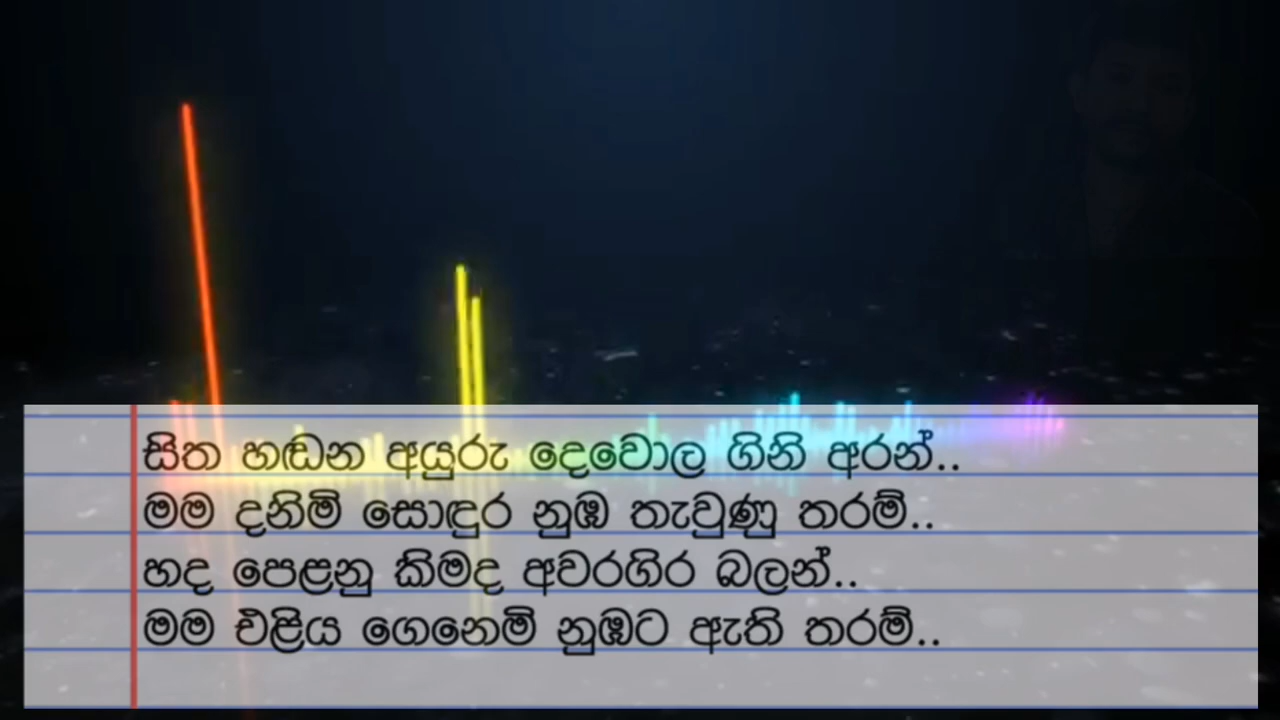 සිත හඬන අයුරු දෙවොල ගිනි අරන්..
මම දනිමි සොඳුර නුඹ තැවුණු තරම්..
හද පෙළනු කිමද අවරගිර බලන්..
මම එළිය ගෙනෙමි නුඹට ඇති තරම්..